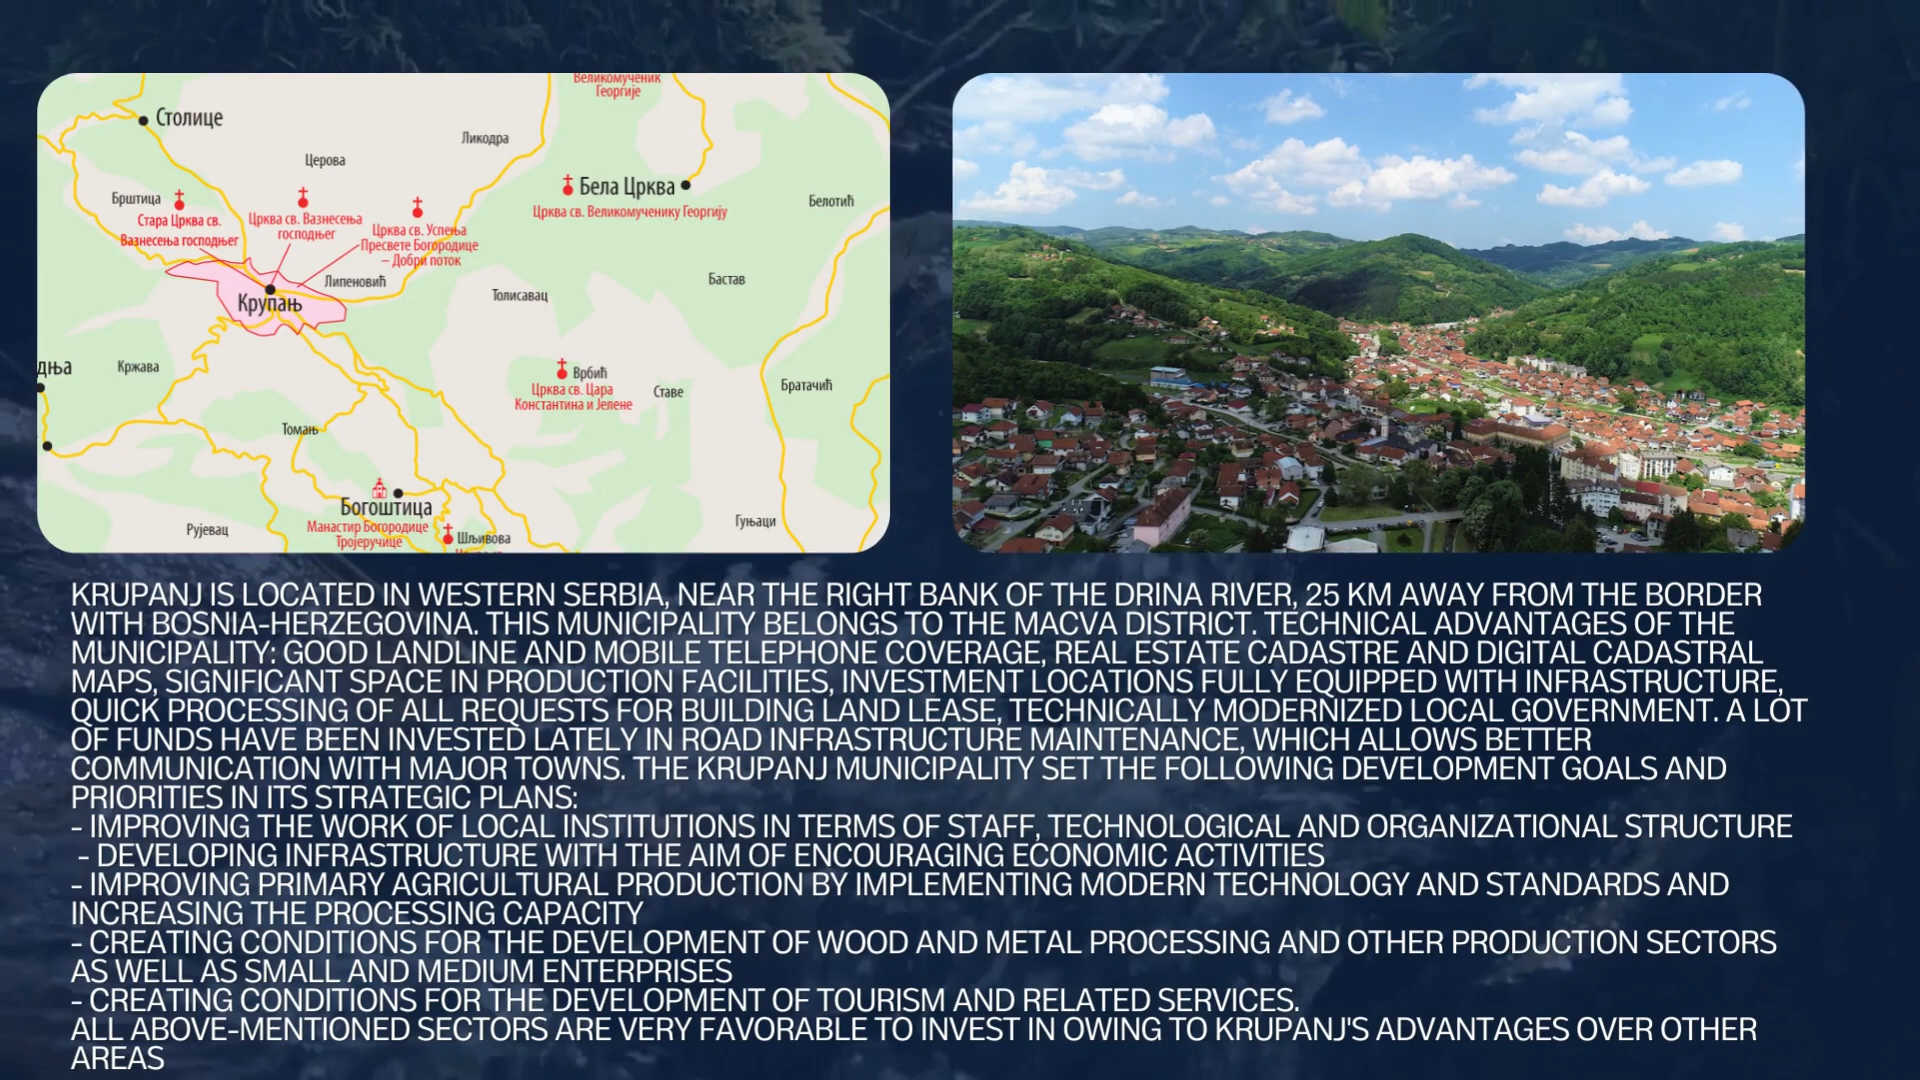 Великомученик
Георгије
Столице
Ликодра
Церова
Бела Црква
Црква св. Великомученику Георгију
Белотић
Брштица
Стара Црква св.
Вазнесења господњег
Црква св. Вазнесења
господњег
Црква св. Успења
Пресвете Богородице
– Добри поток
Липеновић
Бастав
Толисавац
Крупањ
Кржава
Врбић
Црква св. Цара
Константина и Јелене
Ставе
Братачић
Томањ
Богоштица
Манастир Богородице
Тројеручице
Рујевац
Шљивова
Гуњаци
KRUPANJ IS LOCATED IN WESTERN SERBIA, NEAR THE RIGHT BANK OF THE DRINA RIVER, 25 KM AWAY FROM THE BORDER
WITH BOSNIA-HERZEGOVINA. THIS MUNICIPALITY BELONGS TO THE MACVA DISTRICT. TECHNICAL ADVANTAGES OF THE
MUNICIPALITY: GOOD LANDLINE AND MOBILE TELEPHONE COVERAGE, REAL ESTATE CADASTRE AND DIGITAL CADASTRAL
MAPS, SIGNIFICANT SPACE IN PRODUCTION FACILITIES, INVESTMENT LOCATIONS FULLY EQUIPPED WITH INFRASTRUCTURE,
QUICK PROCESSING OF ALL REQUESTS FOR BUILDING LAND LEASE, TECHNICALLY MODERNIZED LOCAL GOVERNMENT. A LOT
OF FUNDS HAVE BEEN INVESTED LATELY IN ROAD INFRASTRUCTURE MAINTENANCE, WHICH ALLOWS BETTER
COMMUNICATION WITH MAJOR TOWNS. THE KRUPANJ MUNICIPALITY SET THE FOLLOWING DEVELOPMENT GOALS AND
PRIORITIES IN ITS STRATEGIC PLANS:
- IMPROVING THE WORK OF LOCAL INSTITUTIONS IN TERMS OF STAFF, TECHNOLOGICAL AND ORGANIZATIONAL STRUCTURE
- DEVELOPING INFRASTRUCTURE WITH THE AIM OF ENCOURAGING ECONOMIC ACTIVITIES
- IMPROVING PRIMARY AGRICULTURAL PRODUCTION BY IMPLEMENTING MODERN TECHNOLOGY AND STANDARDS AND
INCREASING THE PROCESSING CAPACITY
- CREATING CONDITIONS FOR THE DEVELOPMENT OF WOOD AND METAL PROCESSING AND OTHER PRODUCTION SECTORS
AS WELL AS SMALL AND MEDIUM ENTERPRISES
- CREATING CONDITIONS FOR THE DEVELOPMENT OF TOURISM AND RELATED SERVICES.
ALL ABOVE-MENTIONED SECTORS ARE VERY FAVORABLE TO INVEST IN OWING TO KRUPANJ'S ADVANTAGES OVER OTHER
AREAS